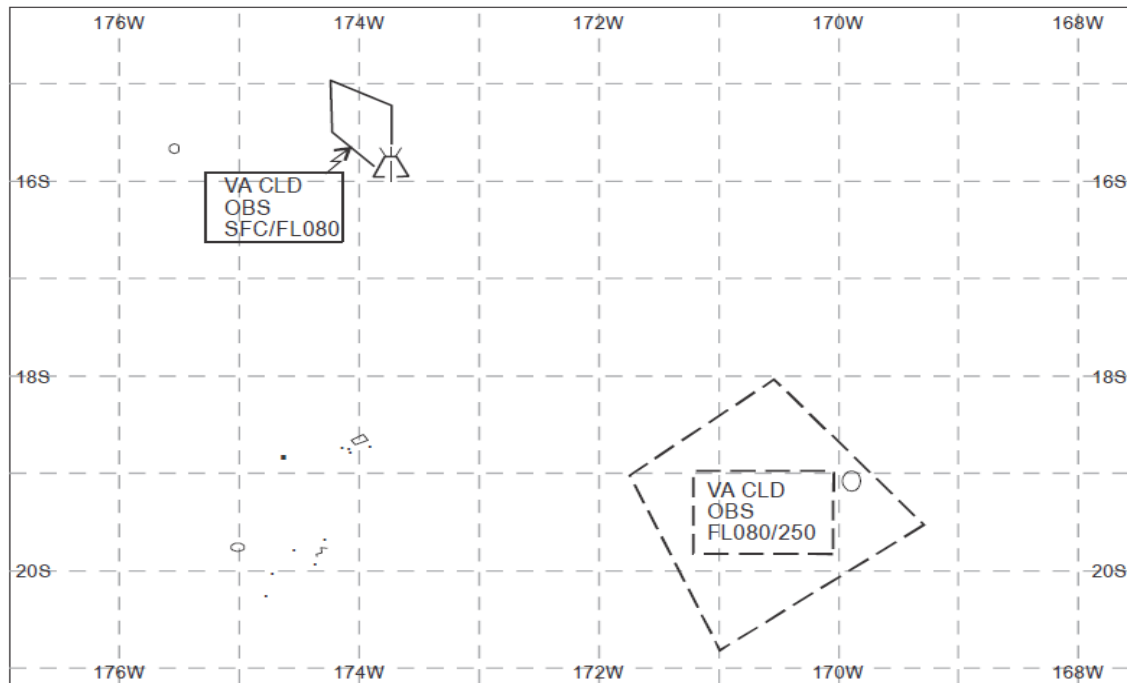 176W 174W 172W 170W 168W
VA CLD
OBS
SFC/FL080
16S 16S
18S 18S
VA CLD
OBS
FL080/250
20S 20S
176W 174W 172W 170W 168W